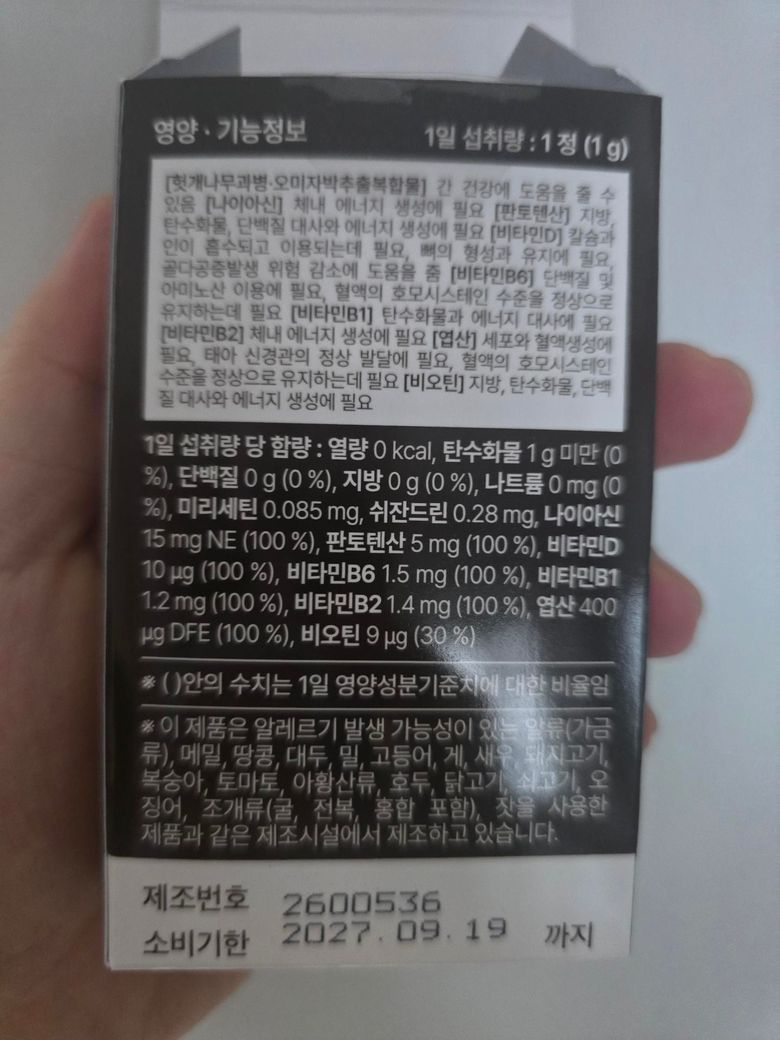 영양·기능정보 1일 섭취량 : 1정 (1 g)
[헛개나무과병·오미자박추출복합물] 간 건강에 도움을 줄 수
있음 [나이아신] 체내 에너지 생성에 필요 [판토텐산] 지방,
탄수화물, 단백질 대사와 에너지 생성에 필요 [비타민D] 칼슘과
인이 흡수되고 이용되는데 필요, 뼈의 형성과 유지에 필요,
골다공증발생 위험 감소에 도움을 줌 [비타민B6] 단백질 및
아미노산 이용에 필요, 혈액의 호모시스테인 수준을 정상으로
유지하는데 필요 [비타민B1] 탄수화물과 에너지 대사에 필요
[비타민B2] 체내 에너지 생성에 필요 [엽산] 세포와 혈액생성에
필요, 태아 신경관의 정상 발달에 필요, 혈액의 호모시스테인
수준을 정상으로 유지하는데 필요 [비오틴] 지방, 탄수화물, 단백
질 대사와 에너지 생성에 필요
1일 섭취량 당 함량 : 열량 0 kcal, 탄수화물 1 g 미만 (0
%), 단백질 0 g (0 %), 지방 0 g (0 %), 나트륨 0 mg (0
%), 미리세틴 0.085 mg, 쉬잔드린 0.28 mg, 나이아신
15 mg NE (100 %), 판토텐산 5 mg (100 %), 비타민D
10 µg (100 %), 비타민B6 1.5 mg (100 %), 비타민B1
1.2 mg (100 %), 비타민B2 1.4 mg (100 %), 엽산 400
µg DFE (100 %), 비오틴 9 µg (30 %)
※ ( )안의 수치는 1일 영양성분기준치에 대한 비율임
※ 이 제품은 알레르기 발생 가능성이 있는 알류(가금
류), 메밀, 땅콩, 대두, 밀, 고등어, 게, 새우, 돼지고기,
복숭아, 토마토, 아황산류, 호두, 닭고기, 쇠고기, 오
징어, 조개류(굴, 전복, 홍합 포함), 잣을 사용한
제품과 같은 제조시설에서 제조하고 있습니다.
제조번호 2600536
소비기한 2027.09.19 까지